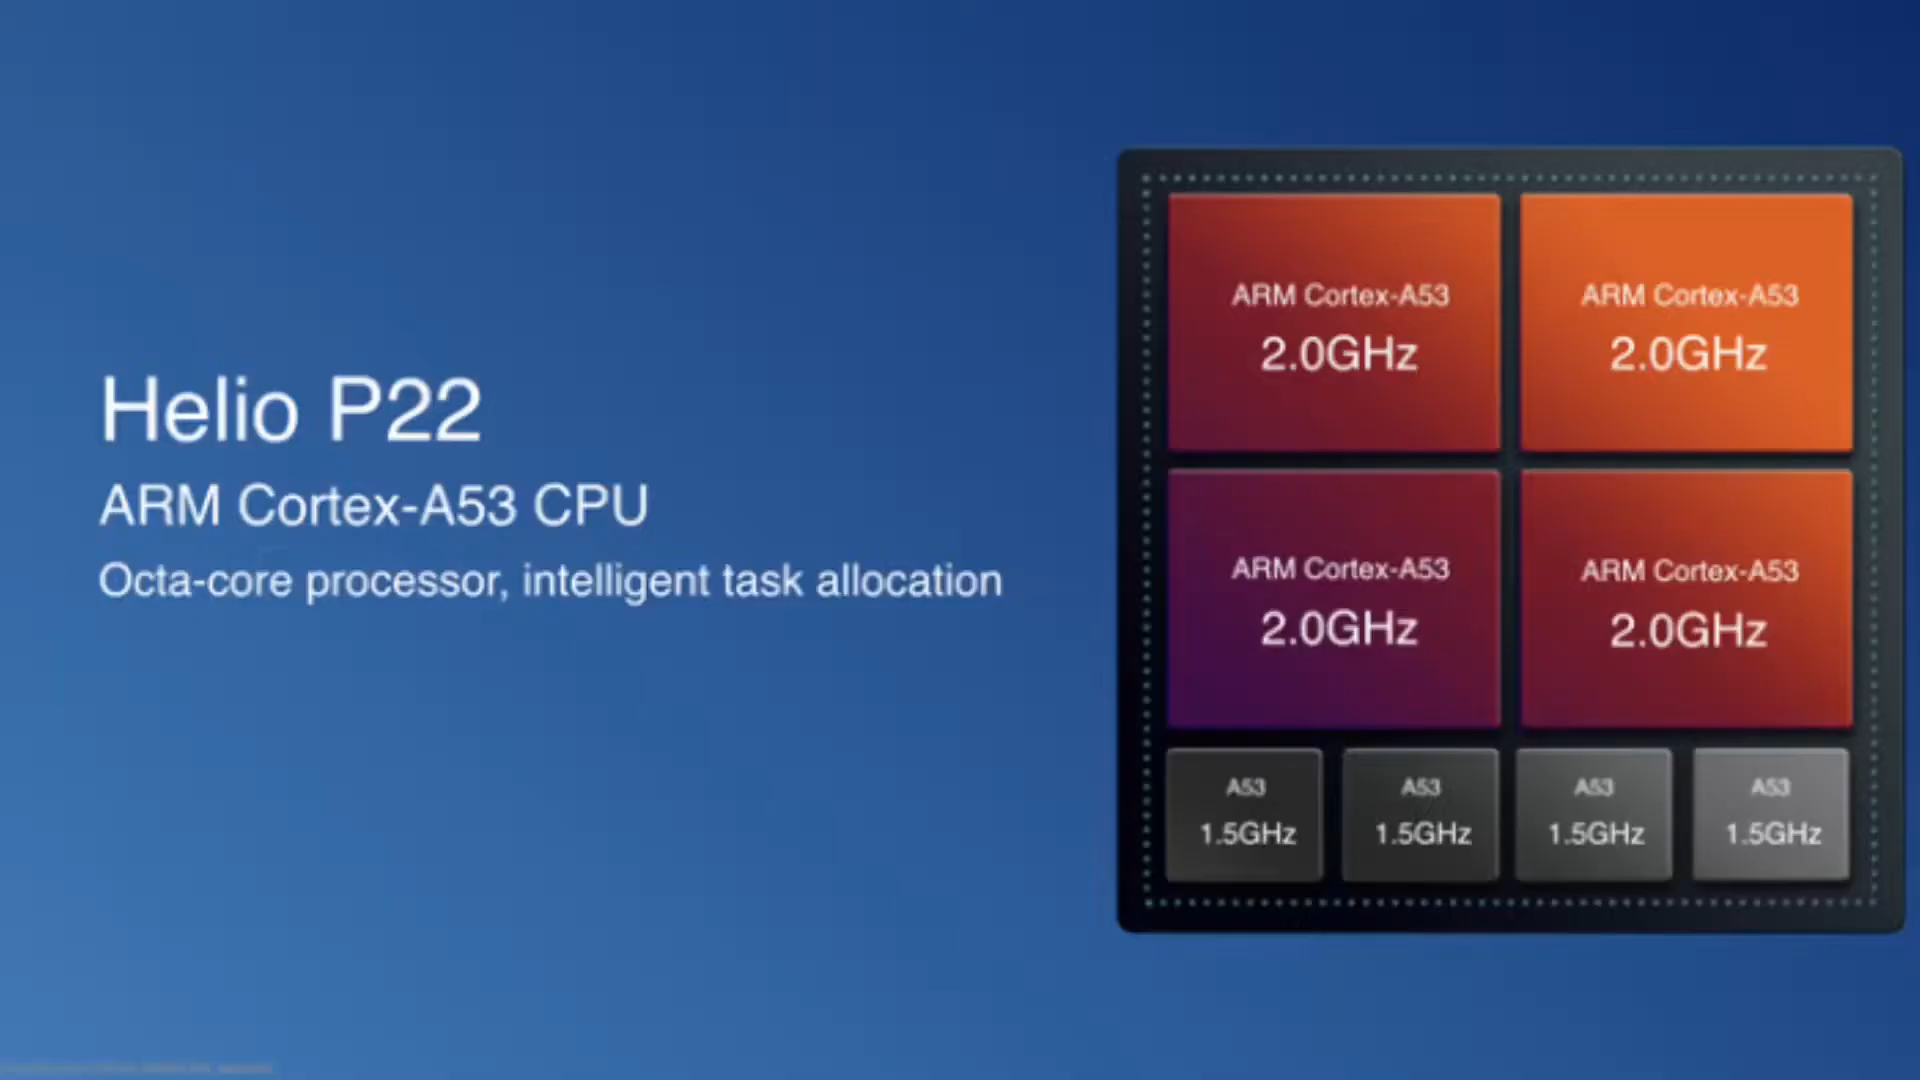 Helio P22
ARM Cortex-A53 CPU
Octa-core processor, intelligent task allocation
ARM Cortex-A53
2.0GHz
ARM Cortex-A53
2.0GHz
ARM Cortex-A53
2.0GHz
ARM Cortex-A53
2.0GHz
A53
1.5GHz
A53
1.5GHz
A53
1.5GHz
A53
1.5GHz